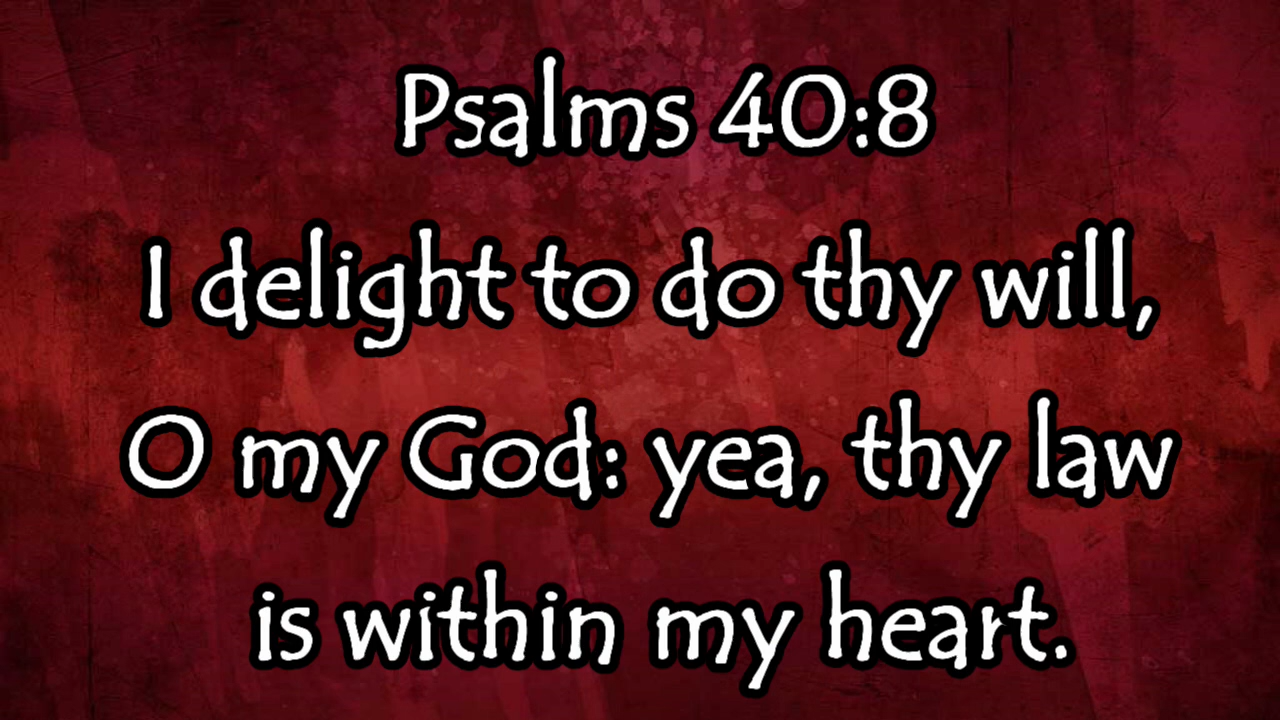 Psalms 40:8
I delight to do thy will,
O my God: yea, thy law
is within my heart.